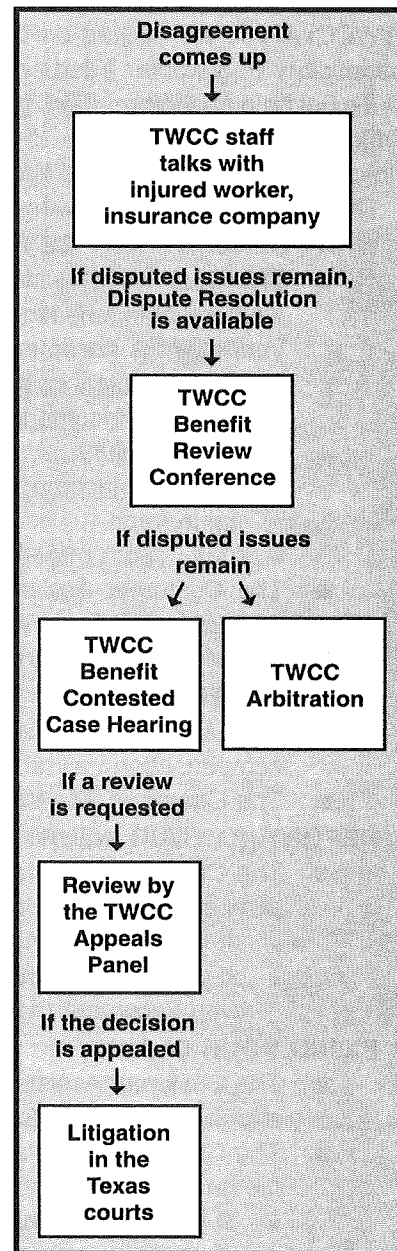 Disagreement
comes up
TWCC staff
talks with
injured worker,
insurance company
If disputed issues remain,
Dispute Resolution
is available
TWCC
Benefit
Review
Conference
If disputed issues
remain
TWCC
Benefit
Contested
Case Hearing
TWCC
Arbitration
If a review
is requested
Review by
the TWCC
Appeals
Panel
If the decision
is appealed
Litigation
in the
Texas
courts